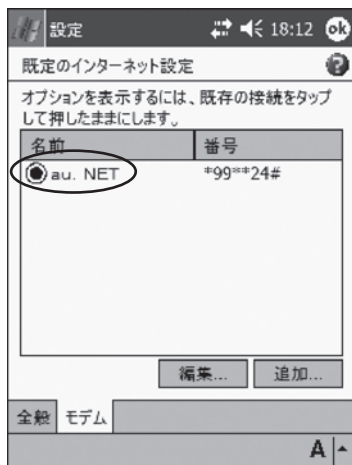 設定 18:12 ok
既定のインターネット設定
オプションを表示するには、既存の接続をタップ
して押したままにします。
名前 番号
au. NET *99**24#
編集... 追加...
全般 モデム
A